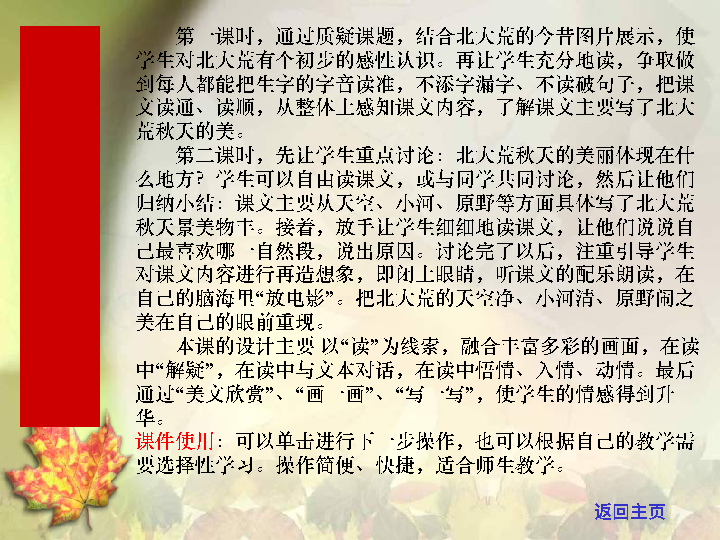 第一课时，通过质疑课题，结合北大荒的今昔图片展示，使
学生对北大荒有个初步的感性认识。再让学生充分地读，争取做
到每人都能把生字的字音读准，不添字漏字、不读破句子，把课
文读通、读顺，从整体上感知课文内容，了解课文主要写了北大
荒秋天的美。
第二课时，先让学生重点讨论：北大荒秋天的美丽体现在什
么地方？学生可以自由读课文，或与同学共同讨论，然后让他们
归纳小结：课文主要从天空、小河、原野等方面具体写了北大荒
秋天景美物丰。接着，放手让学生细细地读课文，让他们说说自
己最喜欢哪一自然段，说出原因。讨论完了以后，注重引导学生
对课文内容进行再造想象，即闭上眼睛，听课文的配乐朗读，在
自己的脑海里“放电影”。把北大荒的天空净、小河清、原野闹之
美在自己的眼前重现。
本课的设计主要 以“读”为线索，融合丰富多彩的画面，在读
中“解疑”，在读中与文本对话，在读中悟情、入情、动情。最后
通过“美文欣赏”、“画一画”、“写一写”，使学生的情感得到升
华。
课件使用：可以单击进行下一步操作，也可以根据自己的教学需
要选择性学习。操作简便、快捷，适合师生教学。
返回主页